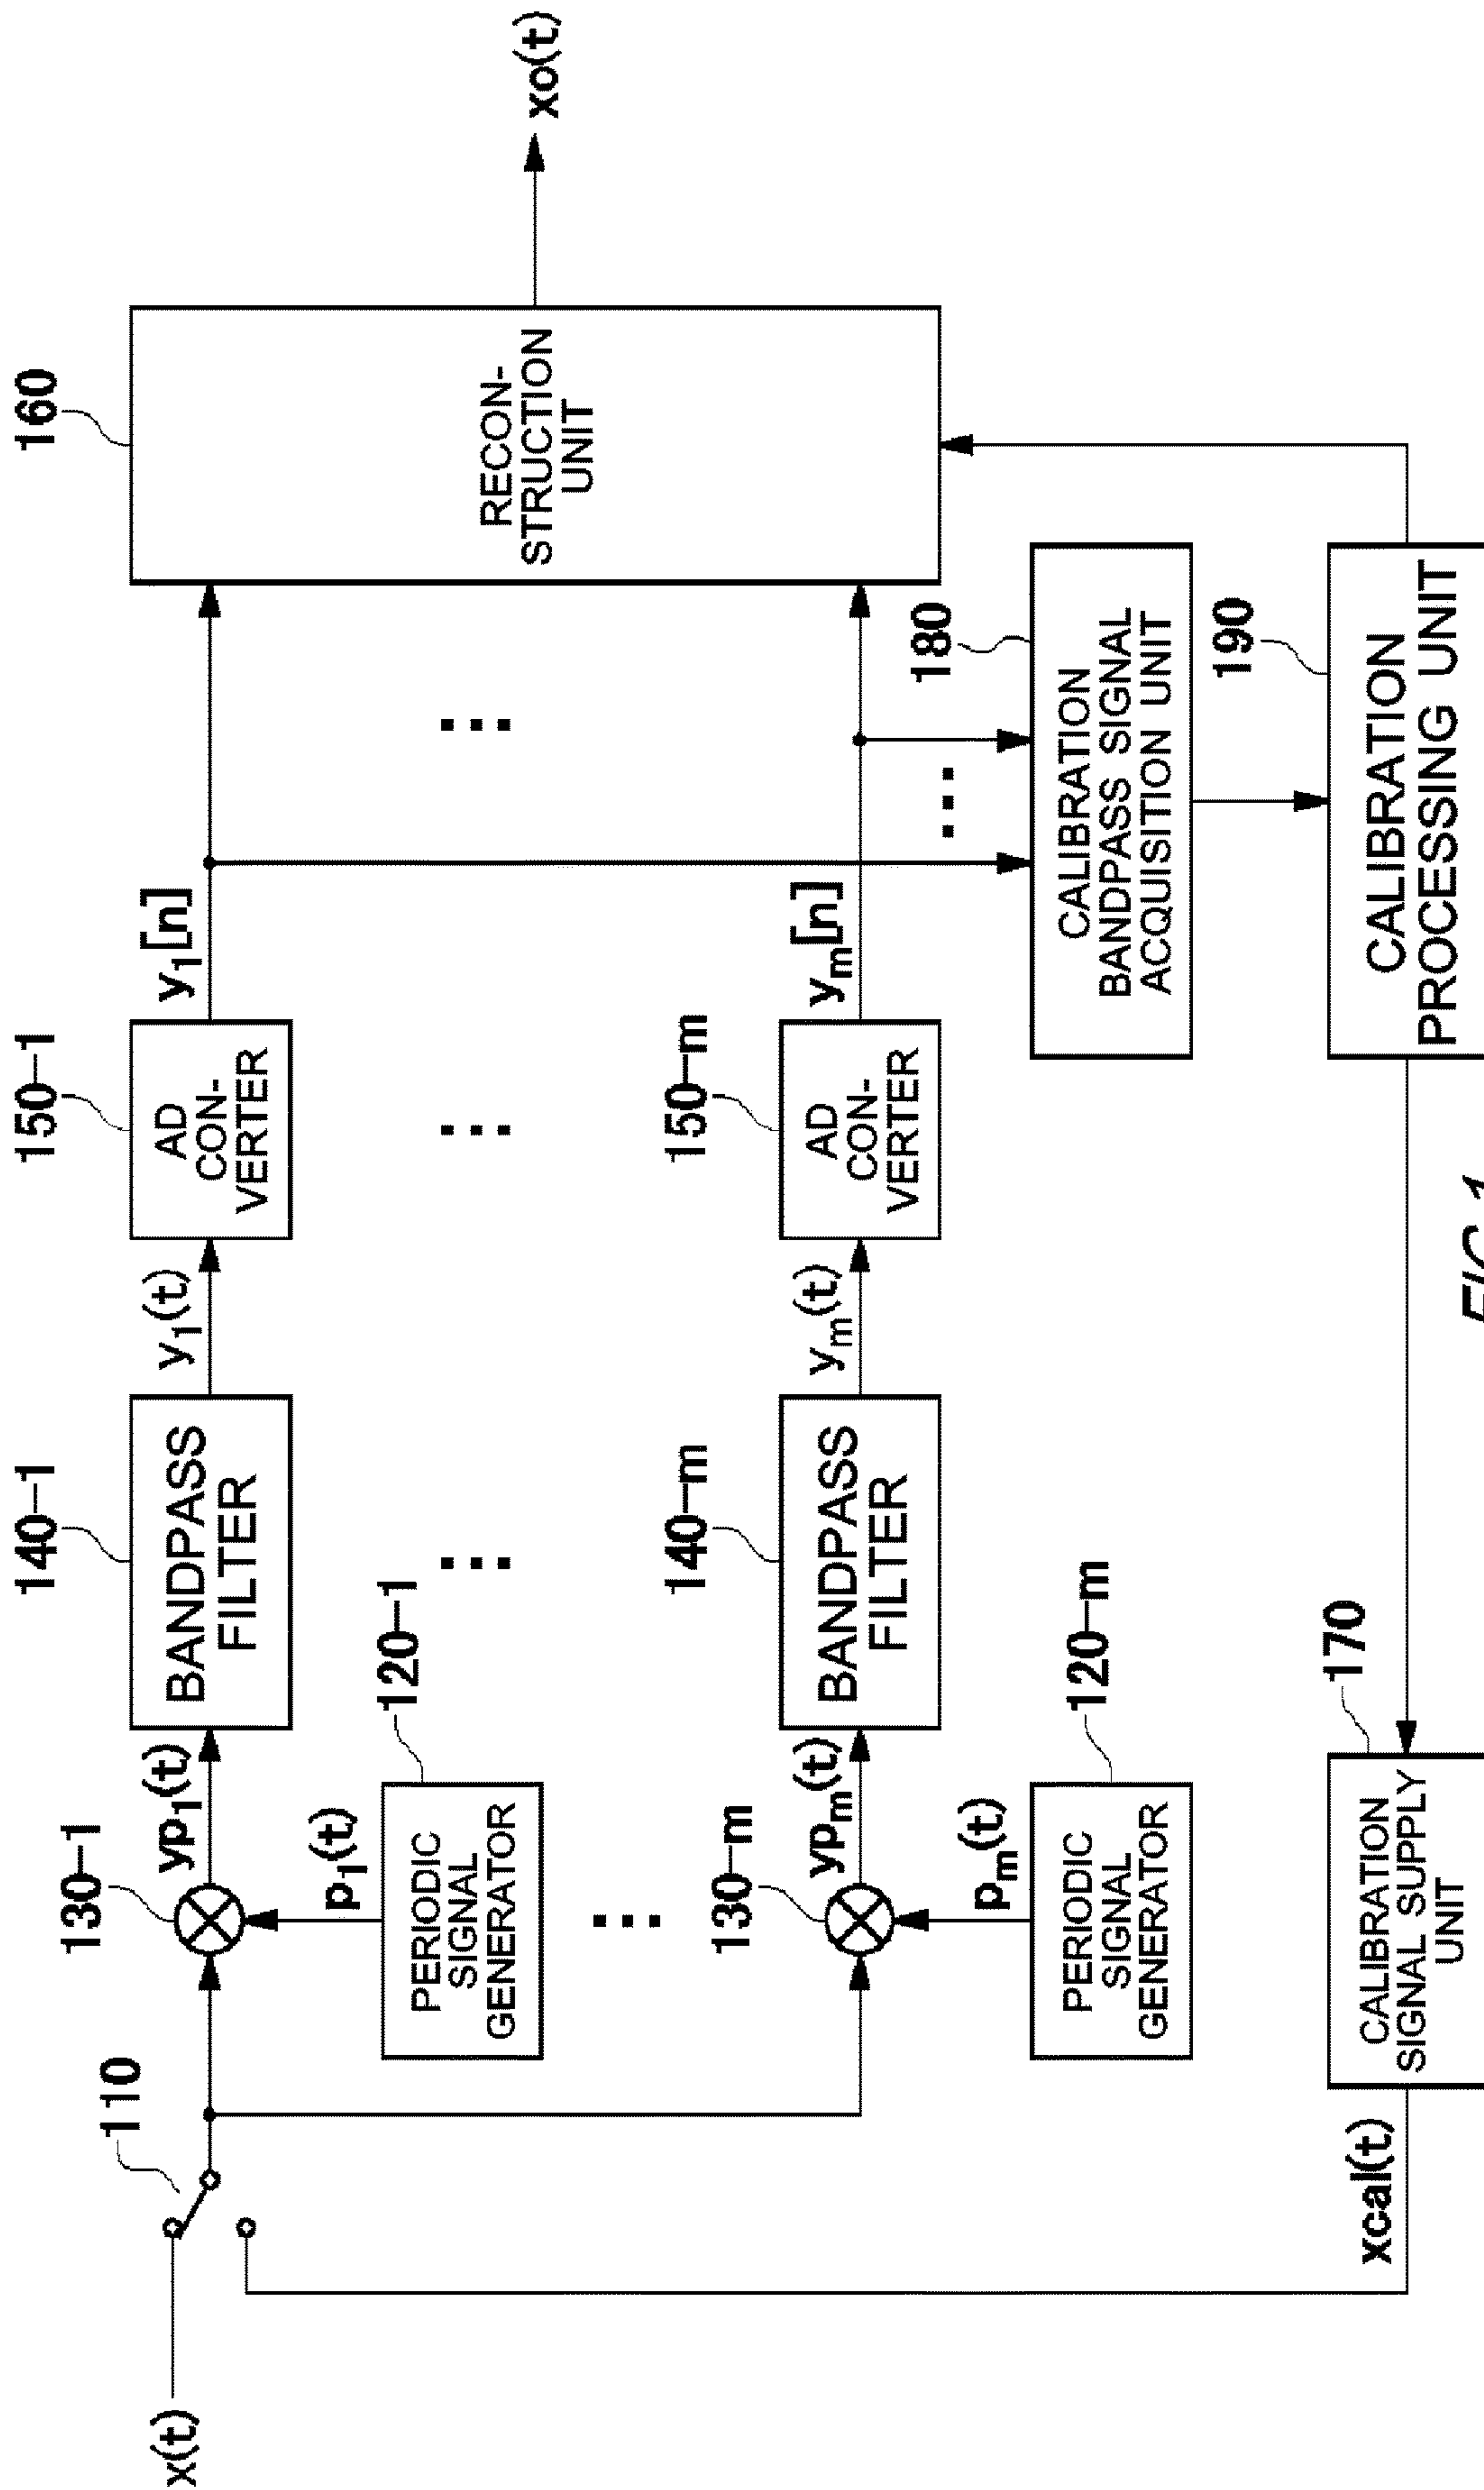 x(t)
110
130-1
yp1(t)
140-1
BANDPASS
FILTER
y1(t)
150-1
AD
CON-
VERTER
y1[n]
160
RECON-
STRUCTION
UNIT
xo(t)
p1(t)
120-1
PERIODIC
SIGNAL
GENERATOR
130-m
ypm(t)
140-m
BANDPASS
FILTER
ym(t)
150-m
AD
CON-
VERTER
ym[n]
pm(t)
120-m
PERIODIC
SIGNAL
GENERATOR
180
CALIBRATION
BANDPASS SIGNAL
ACQUISITION UNIT
xcal(t)
170
CALIBRATION
SIGNAL SUPPLY
UNIT
190
CALIBRATION
PROCESSING UNIT
FIG. 1